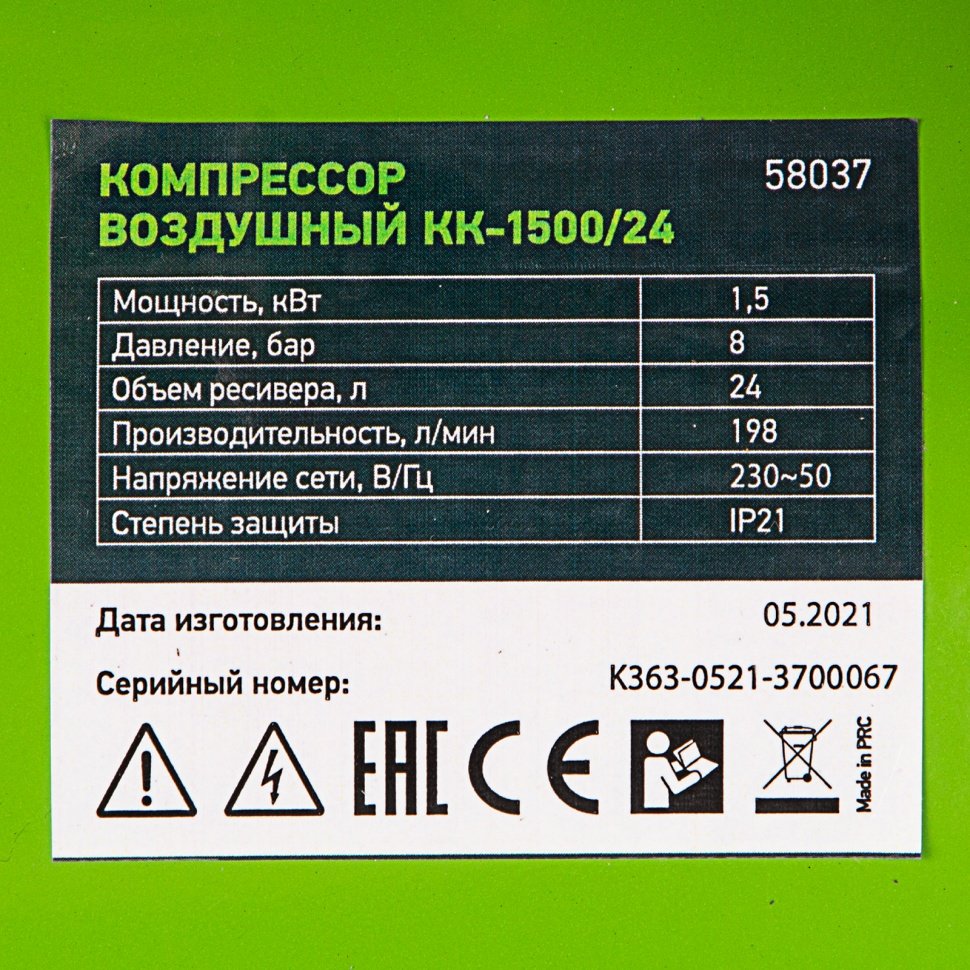 КОМПРЕССОР 58037
ВОЗДУШНЫЙ КК-1500/24
Мощность, кВт 1,5
Давление, бар 8
Объем ресивера, л 24
Производительность, л/мин 198
Напряжение сети, В/Гц 230~50
Степень защиты IP21
Дата изготовления: 05.2021
Серийный номер: K363-0521-3700067
EAC CE Made in PRC